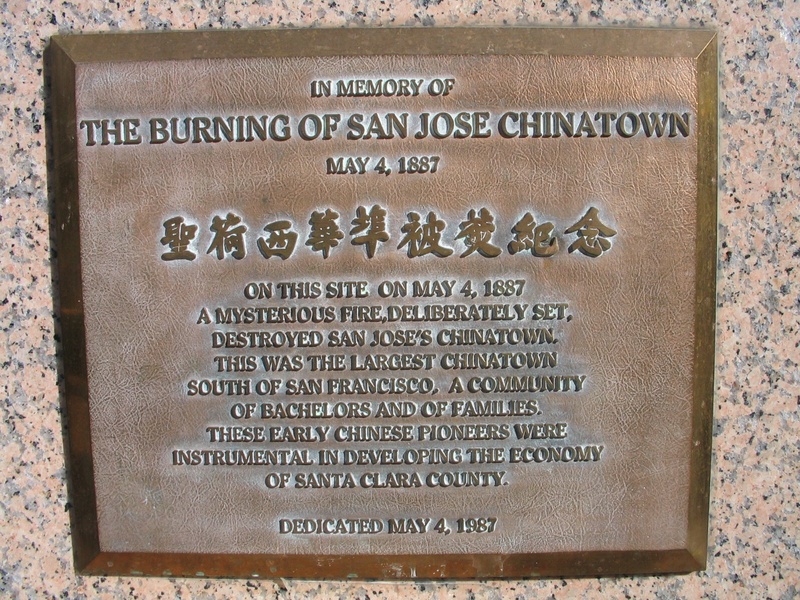 IN MEMORY OF
THE BURNING OF SAN JOSE CHINATOWN
MAY 4, 1887
聖荷西華埠被焚紀念
ON THIS SITE ON MAY 4, 1887
A MYSTERIOUS FIRE,DELIBERATELY SET,
DESTROYED SAN JOSE'S CHINATOWN.
THIS WAS THE LARGEST CHINATOWN
SOUTH OF SAN FRANCISCO, A COMMUNITY
OF BACHELORS AND OF FAMILIES.
THESE EARLY CHINESE PIONEERS WERE
INSTRUMENTAL IN DEVELOPING THE ECONOMY
OF SANTA CLARA COUNTY.
DEDICATED MAY 4, 1987